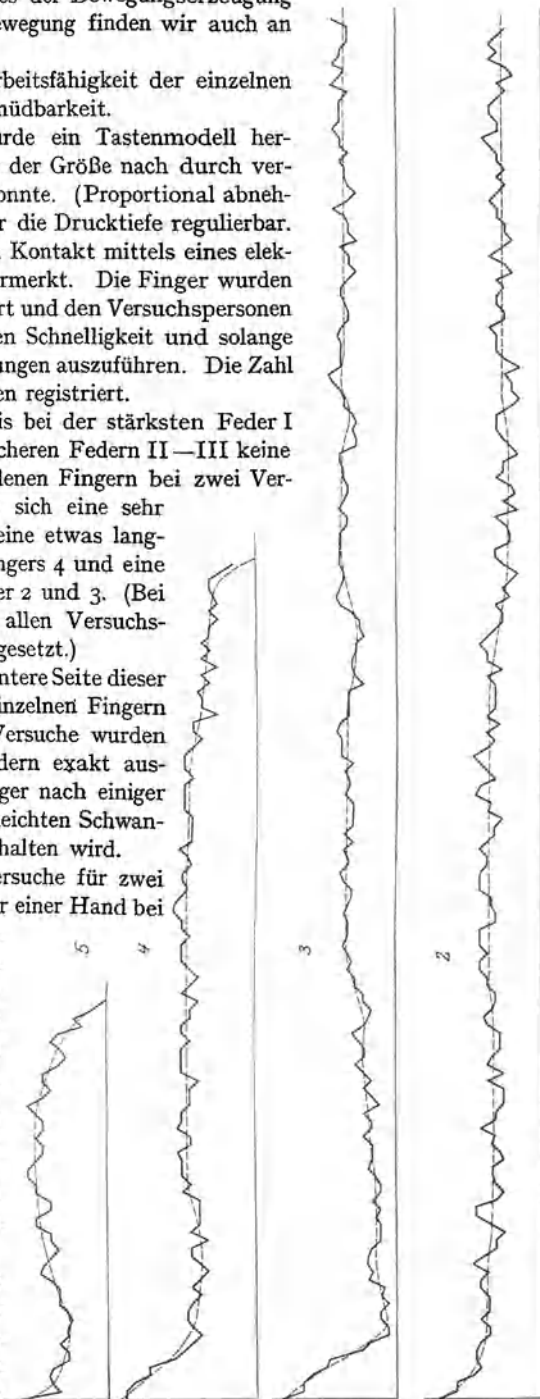 es der Bewegungserzeugung
ewegung finden wir auch an
rbeitsfähigkeit der einzelnen
nüdbarkeit.
urde ein Tastenmodell her-
der Größe nach durch ver-
onnte. (Proportional abneh-
r die Drucktiefe regulierbar.
Kontakt mittels eines elek-
rmerkt. Die Finger wurden
rt und den Versuchspersonen
en Schnelligkeit und solange
ungen auszuführen. Die Zahl
en registriert.
is bei der stärksten Feder I
cheren Federn II—III keine
lenen Fingern bei zwei Ver-
sich eine sehr
eine etwas lang-
ngers 4 und eine
er 2 und 3. (Bei
allen Versuchs-
gesetzt.)
ntere Seite dieser
inzelnen Fingern
Versuche wurden
dern exakt aus-
ger nach einiger
eichten Schwan-
halten wird.
ersuche für zwei
r einer Hand bei
5 4 3 2